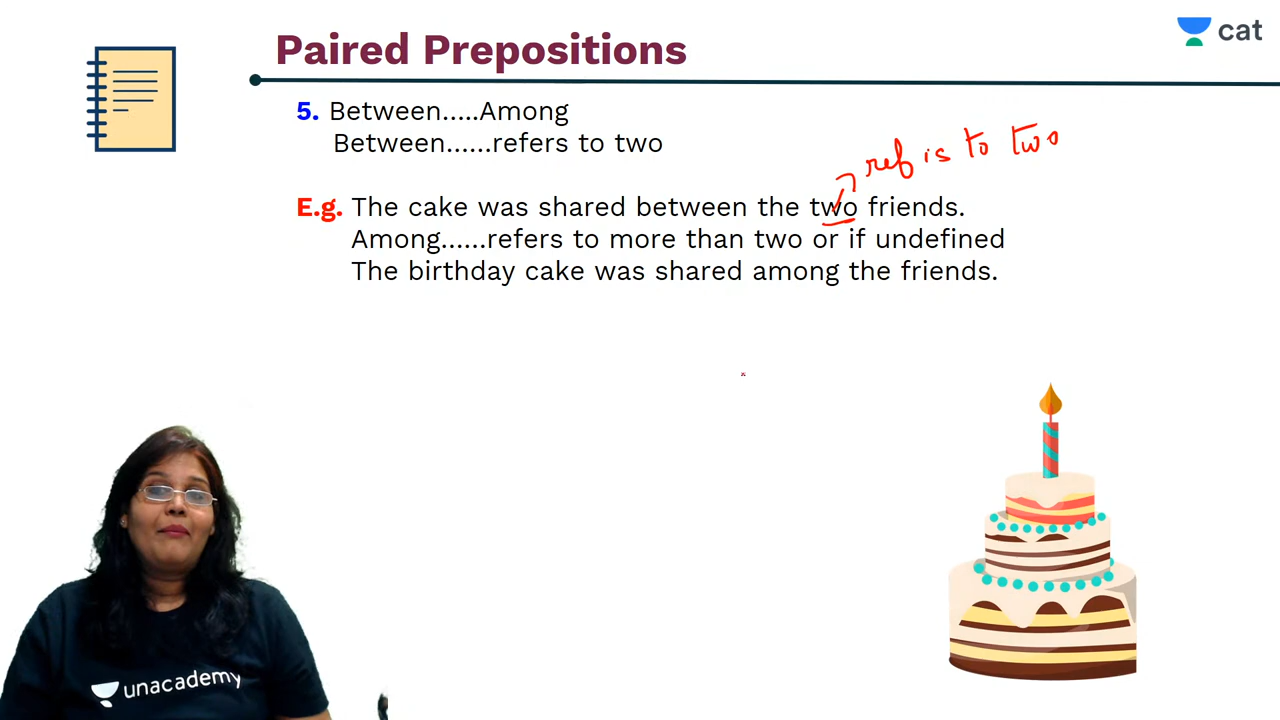 Paired Prepositions
cat
5. Between.....Among
Between......refers to two
ref is to two
E.g. The cake was shared between the two friends.
Among......refers to more than two or if undefined
The birthday cake was shared among the friends.
unacademy